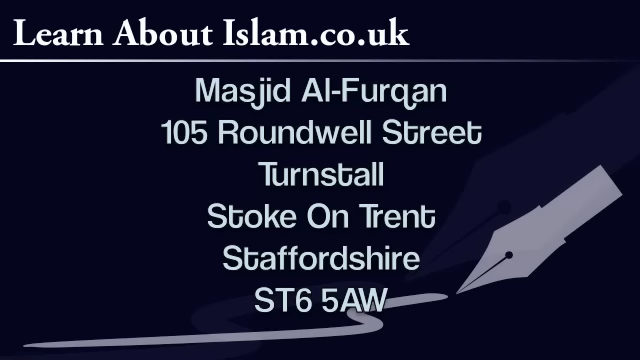 Learn About Islam.co.uk
Masjid Al-Furqan
105 Roundwell Street
Turnstall
Stoke On Trent
Staffordshire
ST6 5AW